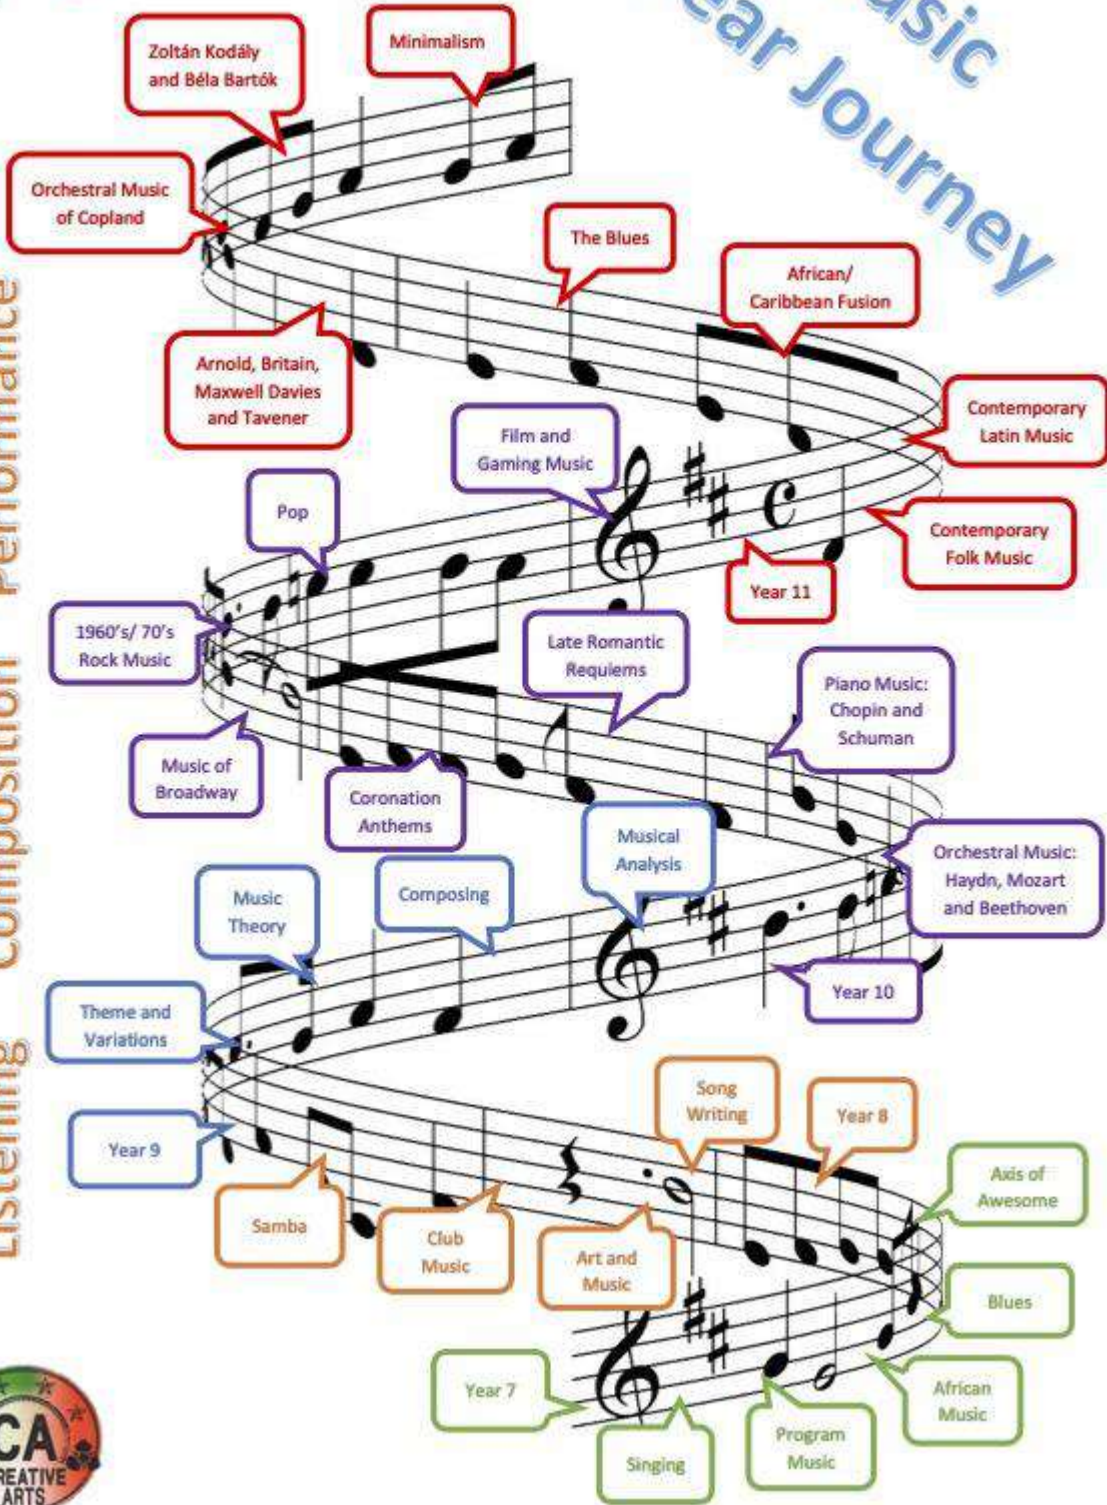 usic
ear Journey
Zoltán Kodály
and Béla Bartók
Minimalism
Orchestral Music
of Copland
The Blues
African/
Caribbean Fusion
Arnold, Britain,
Maxwell Davies
and Tavener
Contemporary
Latin Music
Film and
Gaming Music
Pop
Contemporary
Folk Music
Year 11
1960's/ 70's
Rock Music
Late Romantic
Requiems
Piano Music:
Chopin and
Schuman
Music of
Broadway
Coronation
Anthems
Musical
Analysis
Orchestral Music:
Haydn, Mozart
and Beethoven
Music
Theory
Composing
Year 10
Theme and
Variations
Song
Writing
Year 8
Year 9
Axis of
Awesome
Samba
Club
Music
Art and
Music
Blues
Year 7
African
Music
Singing
Program
Music
Listening Composition Performance
CA
REATIVE
ARTS